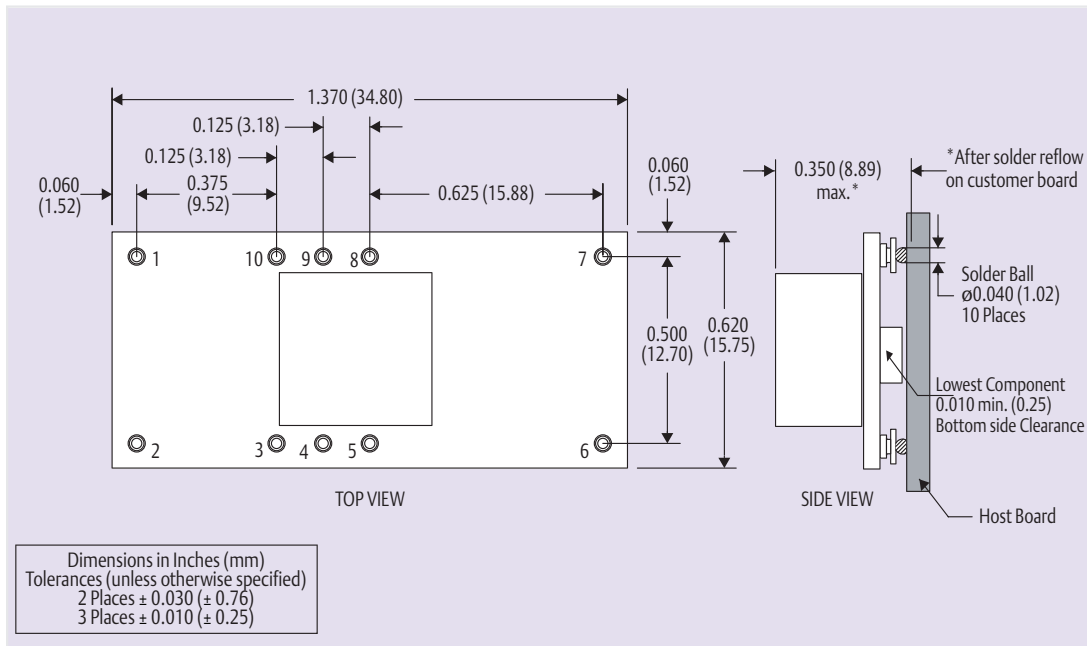 1.370 (34.80)
0.125 (3.18)
0.125 (3.18)
0.060
(1.52)
0.375
(9.52)
0.625 (15.88)
0.060
(1.52)
0.350 (8.89)
max.*
*After solder reflow
on customer board
1
10
9
8
7
Solder Ball
ø0.040 (1.02)
10 Places
0.500
(12.70)
0.620
(15.75)
Lowest Component
0.010 min. (0.25)
Bottom side Clearance
2
3
4
5
6
TOP VIEW
SIDE VIEW
Host Board
Dimensions in Inches (mm)
Tolerances (unless otherwise specified)
2 Places ± 0.030 (± 0.76)
3 Places ± 0.010 (± 0.25)